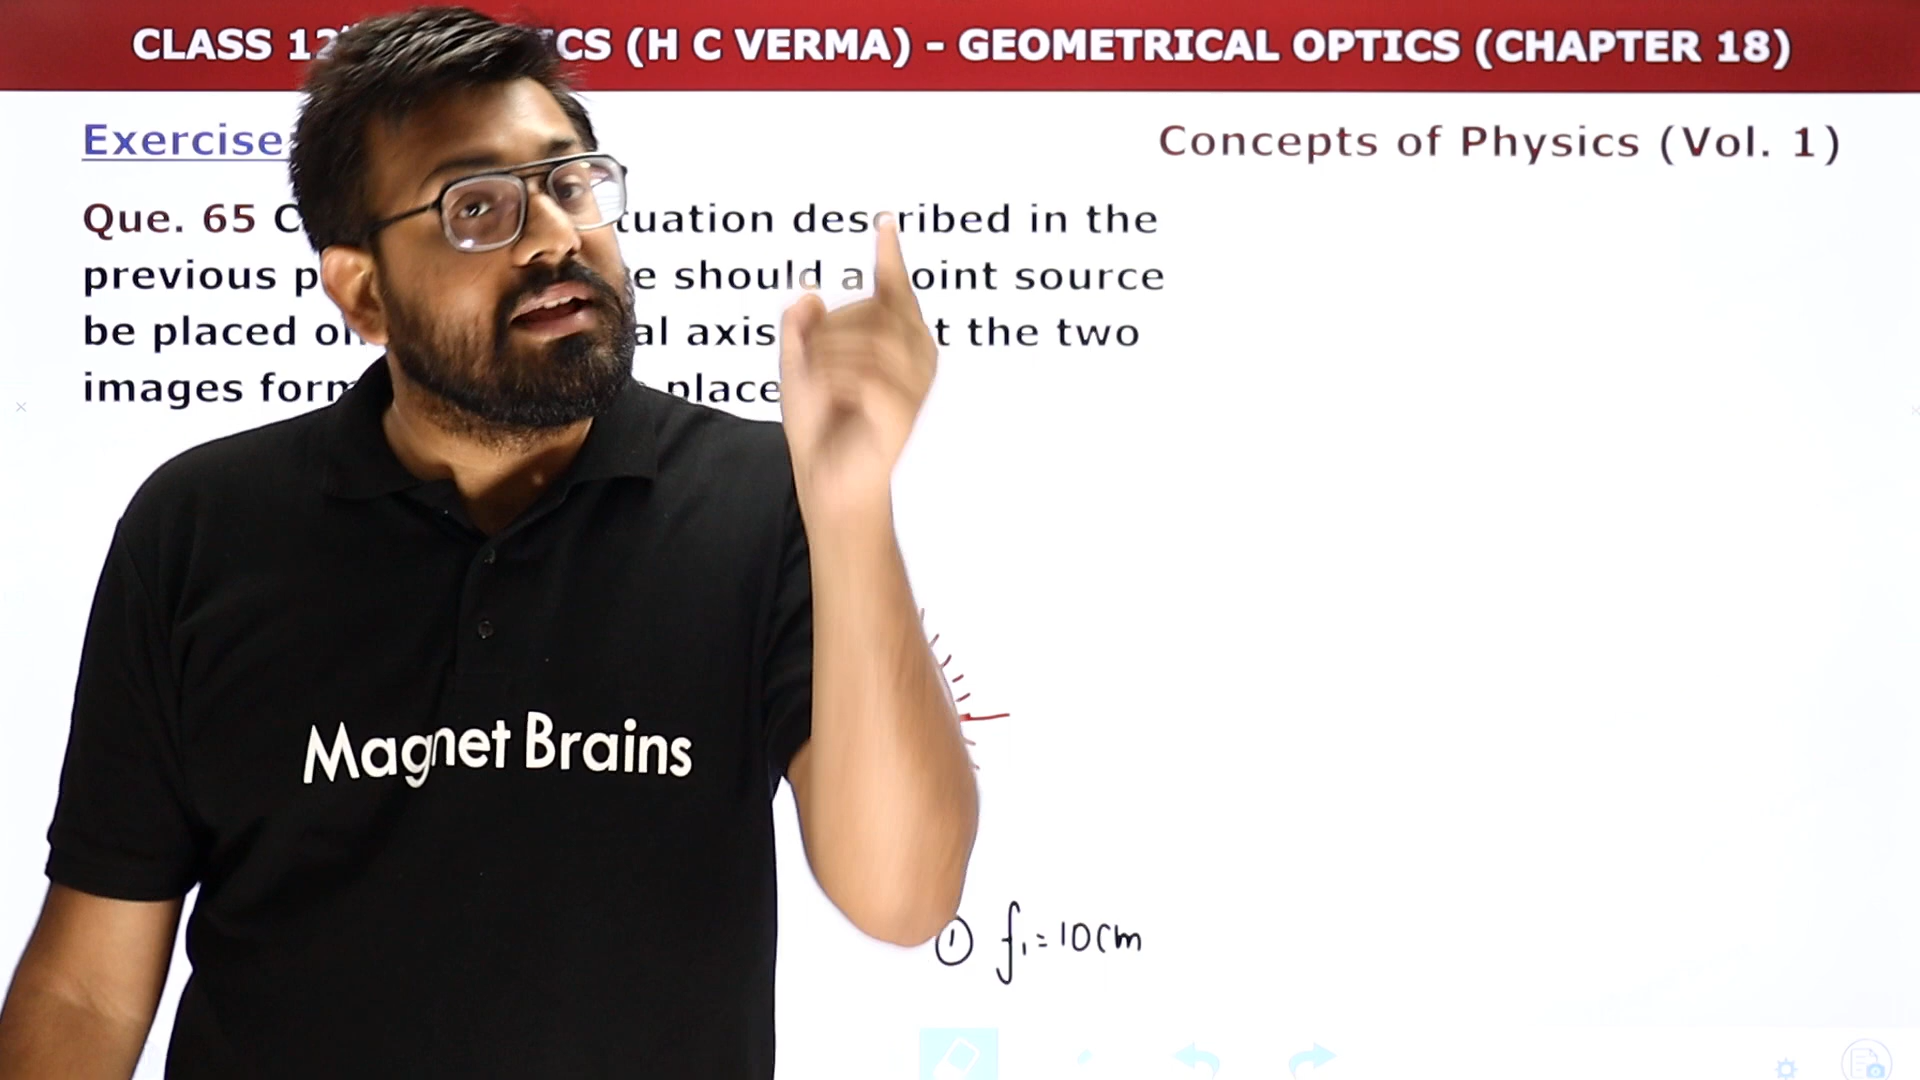 CLASS 12 CS (H C VERMA) - GEOMETRICAL OPTICS (CHAPTER 18)
Exercise
Concepts of Physics (Vol. 1)
Que. 65 C tuation described in the
previous p e should a oint source
be placed o al axis t the two
images form place
Magnet Brains
① f₁ = 10cm